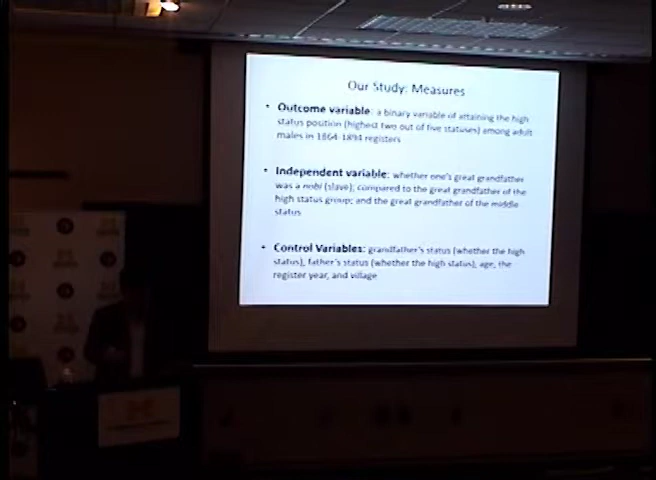 Our Study: Measures
• Outcome variable: a binary variable of attaining the high
status position (highest two out of five statuses) among adult
males in 1864-1894 registers
• Independent variable: whether one's great grandfather
was a nobi (slave); compared to the great grandfather of the
high status group; and the great grandfather of the middle
status
• Control Variables: grandfather's status (whether the high
status), father's status (whether the high status), age, the
register year, and village